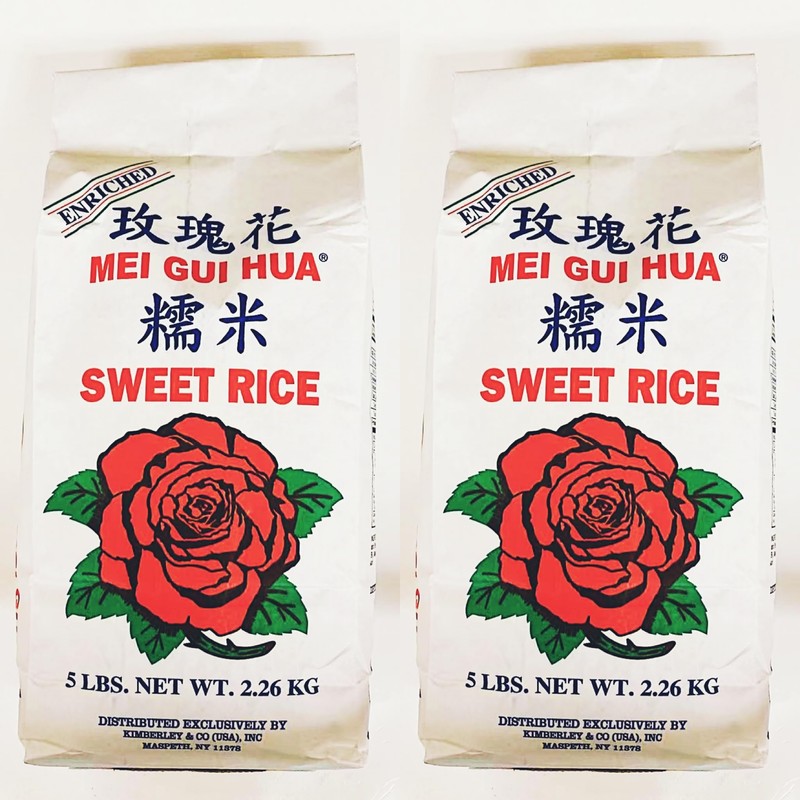 ENRICHED
玫瑰花
MEI GUI HUA®
糯米
SWEET RICE
5 LBS. NET WT. 2.26 KG
DISTRIBUTED EXCLUSIVELY BY
KIMBERLEY & CO (USA), INC
MASPETH, NY 11378
ENRICHED
玫瑰花
MEI GUI HUA®
糯米
SWEET RICE
5 LBS. NET WT. 2.26 KG
DISTRIBUTED EXCLUSIVELY BY
KIMBERLEY & CO (USA), INC
MASPETH, NY 11378